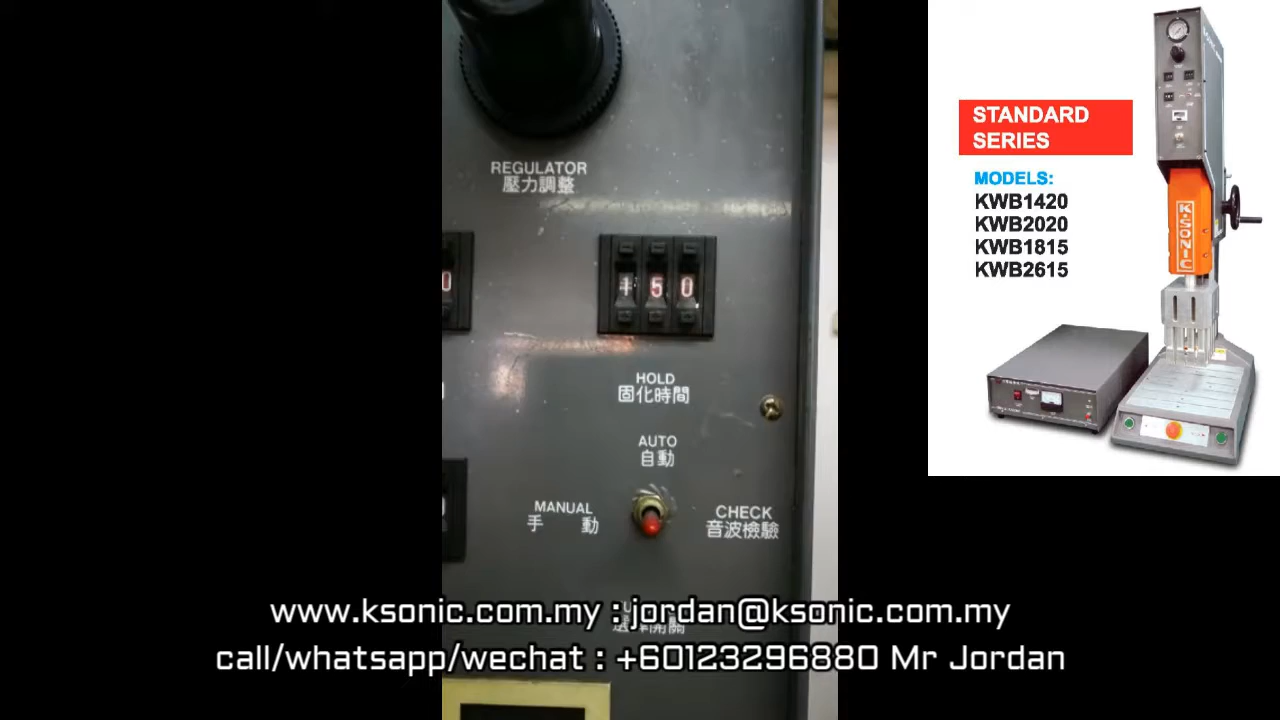 REGULATOR
壓力調整
50
HOLD
固化時間
AUTO
自動
MANUAL
手 動
CHECK
音波檢驗
STANDARD
SERIES
MODELS:
KWB1420
KWB2020
KWB1815
KWB2615
K-SONIC
www.ksonic.com.my : jordan@ksonic.com.my
call/whatsapp/wechat : +60123296880 Mr Jordan